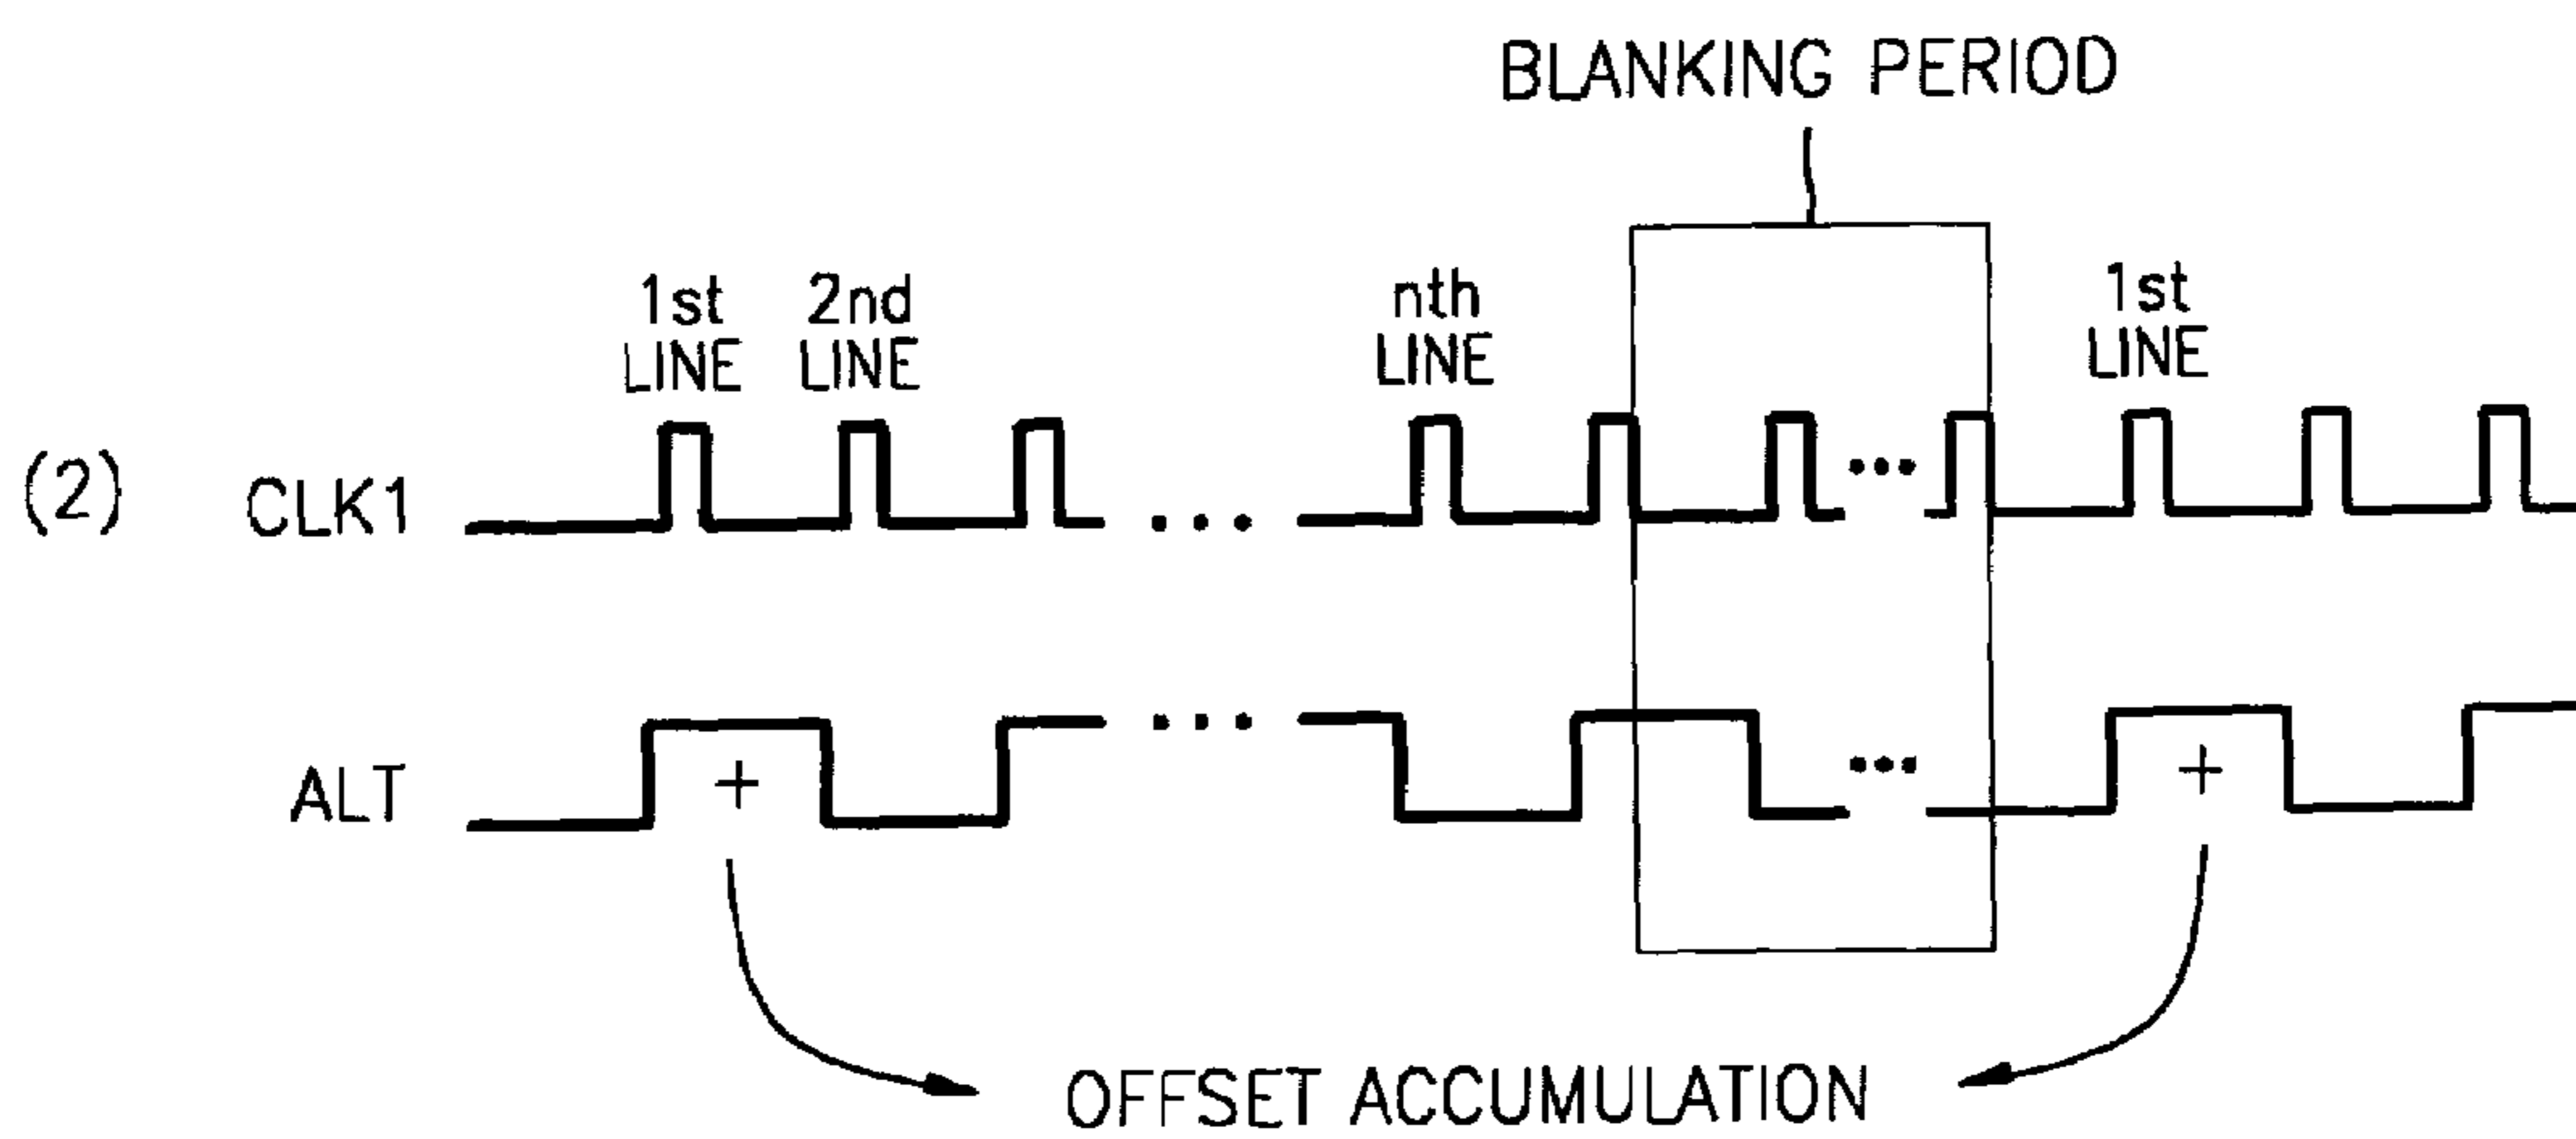 BLANKING PERIOD
1st
LINE
2nd
LINE
nth
LINE
1st
LINE
(2)
CLK1
...
...
ALT
+
...
...
+
OFFSET ACCUMULATION